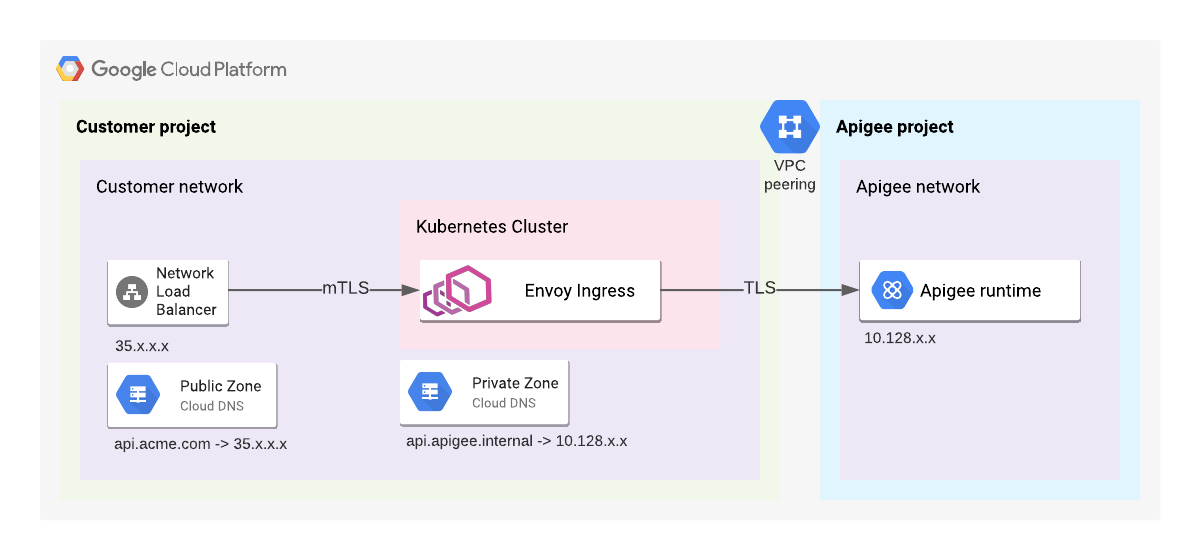 Google Cloud Platform
Customer project
VPC
peering
Apigee project
Customer network
Apigee network
Kubernetes Cluster
Network
Load
Balancer
mTLS
Envoy Ingress
TLS
Apigee runtime
35.x.x.x
10.128.x.x
Public Zone
Cloud DNS
Private Zone
Cloud DNS
api.acme.com -> 35.x.x.x
api.apigee.internal -> 10.128.x.x